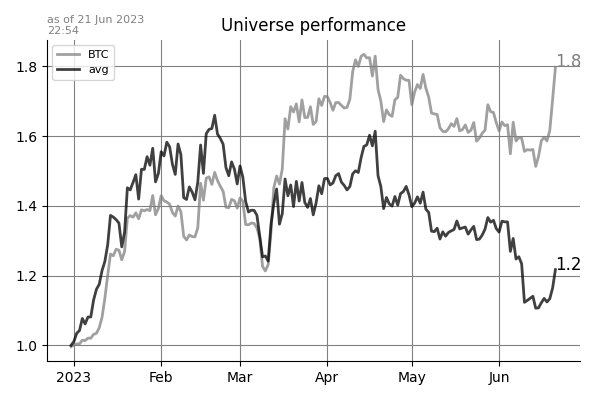 as of 21 Jun 2023
22:54
Universe performance
BTC
avg
1.8
1.8
1.6
1.4
1.2
1.2
1.0
2023
Feb
Mar
Apr
May
Jun